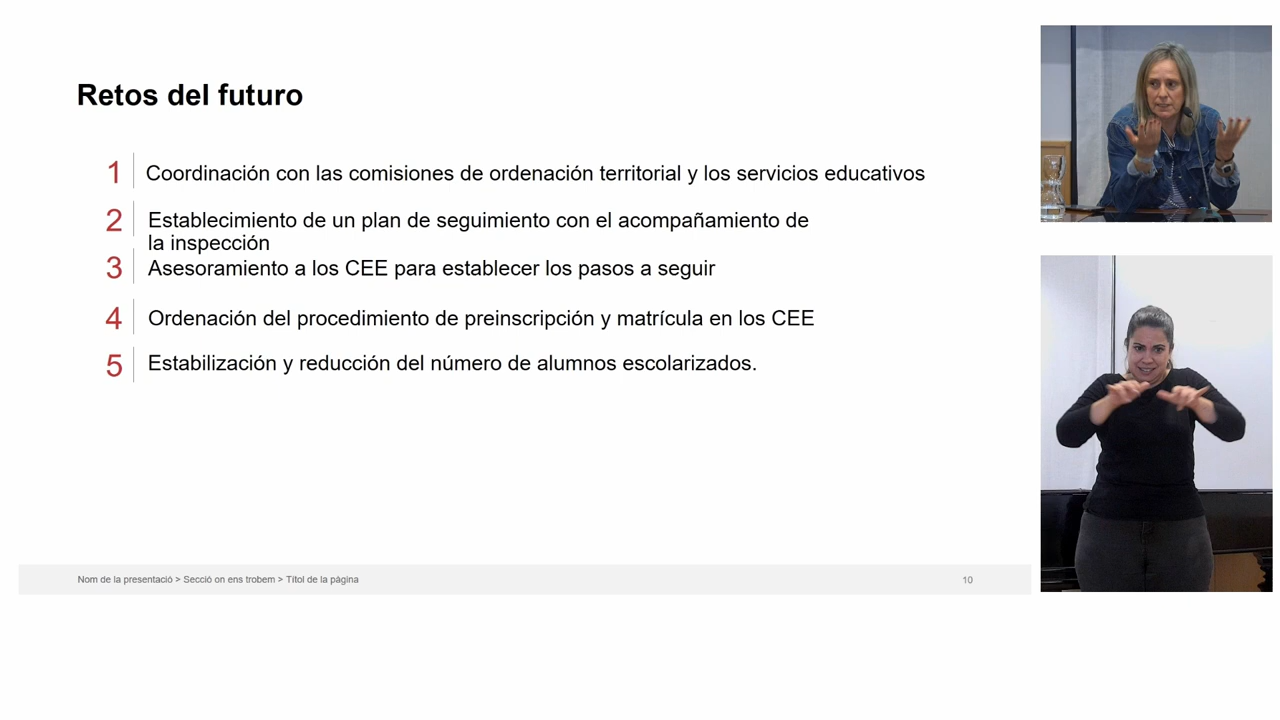 Retos del futuro
1 Coordinación con las comisiones de ordenación territorial y los servicios educativos
2 Establecimiento de un plan de seguimiento con el acompañamiento de
la inspección
3 Asesoramiento a los CEE para establecer los pasos a seguir
4 Ordenación del procedimiento de preinscripción y matrícula en los CEE
5 Estabilización y reducción del número de alumnos escolarizados.
Nom de la presentació > Secció on ens trobem > Títol de la pàgina 10